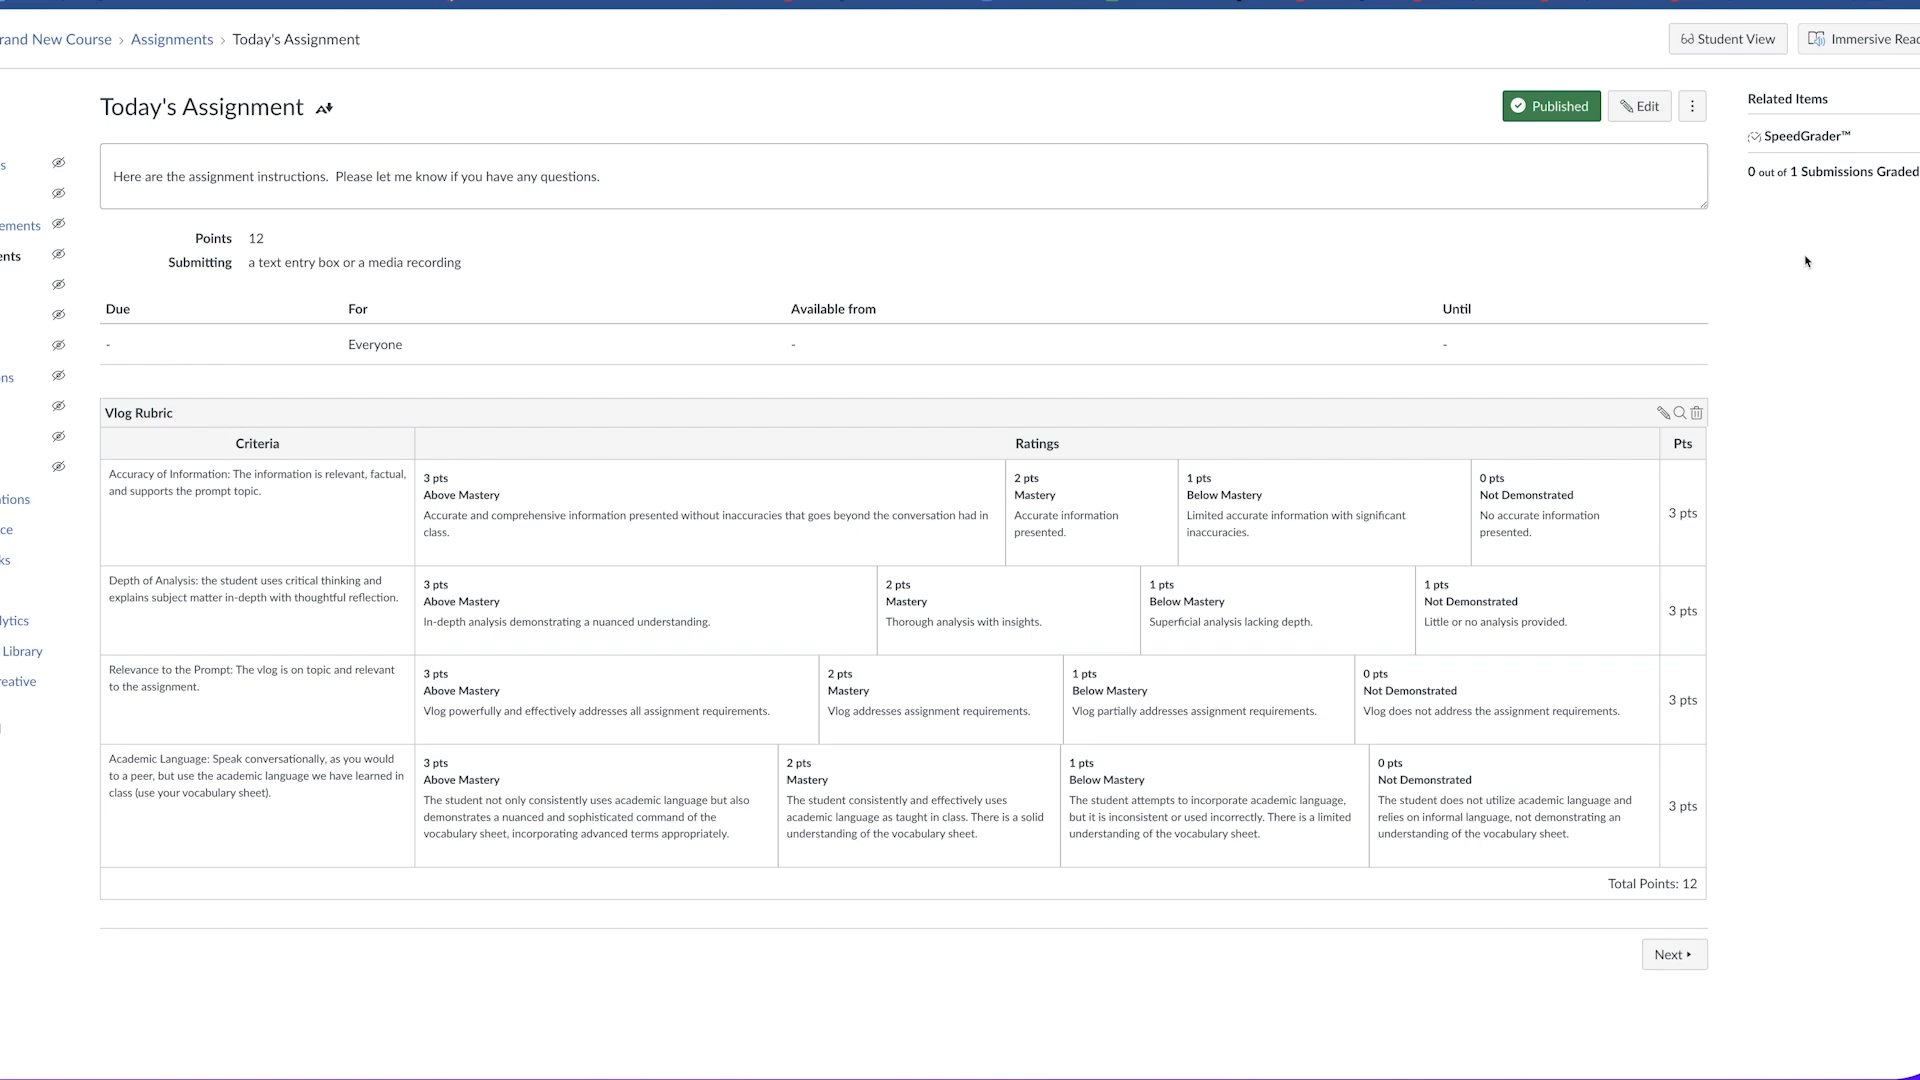 rand New Course › Assignments › Today's Assignment
Student View
Immersive Reac
Today's Assignment
Published
Edit
Related Items
SpeedGrader™
0 out of 1 Submissions Graded
Here are the assignment instructions. Please let me know if you have any questions.
s
ements
ents
ns
tions
ce
ks
lytics
Library
reative
Points 12
Submitting a text entry box or a media recording
Due For Available from Until
- Everyone - -
Vlog Rubric
Criteria Ratings Pts
Accuracy of Information: The information is relevant, factual,
and supports the prompt topic.
3 pts
Above Mastery
Accurate and comprehensive information presented without inaccuracies that goes beyond the conversation had in
class.
2 pts
Mastery
Accurate information
presented.
1 pts
Below Mastery
Limited accurate information with significant
inaccuracies.
0 pts
Not Demonstrated
No accurate information
presented.
3 pts
Depth of Analysis: the student uses critical thinking and
explains subject matter in-depth with thoughtful reflection.
3 pts
Above Mastery
In-depth analysis demonstrating a nuanced understanding.
2 pts
Mastery
Thorough analysis with insights.
1 pts
Below Mastery
Superficial analysis lacking depth.
1 pts
Not Demonstrated
Little or no analysis provided.
3 pts
Relevance to the Prompt: The vlog is on topic and relevant
to the assignment.
3 pts
Above Mastery
Vlog powerfully and effectively addresses all assignment requirements.
2 pts
Mastery
Vlog addresses assignment requirements.
1 pts
Below Mastery
Vlog partially addresses assignment requirements.
0 pts
Not Demonstrated
Vlog does not address the assignment requirements.
3 pts
Academic Language: Speak conversationally, as you would
to a peer, but use the academic language we have learned in
class (use your vocabulary sheet).
3 pts
Above Mastery
The student not only consistently uses academic language but also
demonstrates a nuanced and sophisticated command of the
vocabulary sheet, incorporating advanced terms appropriately.
2 pts
Mastery
The student consistently and effectively uses
academic language as taught in class. There is a solid
understanding of the vocabulary sheet.
1 pts
Below Mastery
The student attempts to incorporate academic language,
but it is inconsistent or used incorrectly. There is a limited
understanding of the vocabulary sheet.
0 pts
Not Demonstrated
The student does not utilize academic language and
relies on informal language, not demonstrating an
understanding of the vocabulary sheet.
3 pts
Total Points: 12
Next